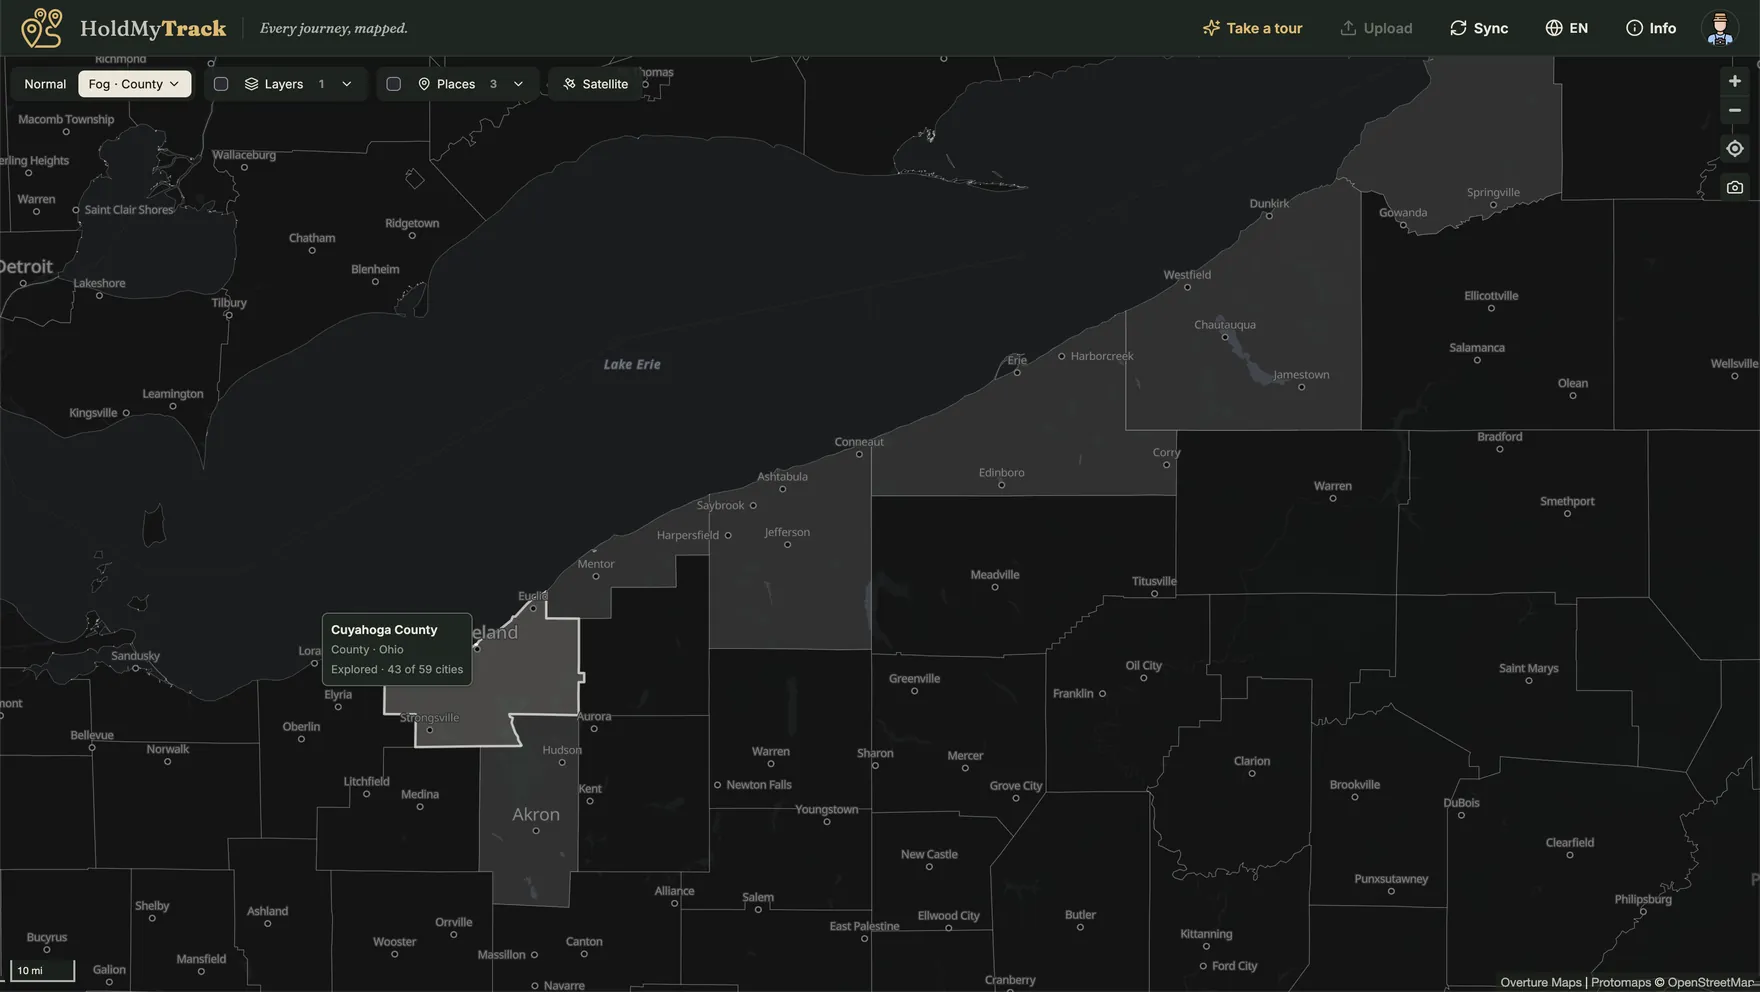 HoldMyTrack
Every journey, mapped.
Take a tour
Upload
Sync
EN
Info
Normal
Fog · County
Layers 1
Places 3
Satellite
Richmond
Macomb Township
erling Heights
Wallaceburg
Warren
Saint Clair Shores
Ridgetown
Chatham
Detroit
Blenheim
Lakeshore
Tilbury
Leamington
Kingsville
Lake Erie
homas
Springville
Dunkirk
Gowanda
Westfield
Ellicottville
Chautauqua
Salamanca
Erie
Harborcreek
Wellsville
Jamestown
Olean
Conneaut
Bradford
Corry
Ashtabula
Edinboro
Warren
Saybrook
Smethport
Harpersfield
Jefferson
Mentor
Meadville
Titusville
Euclid
Cuyahoga County
County · Ohio
Explored · 43 of 59 cities
eland
Lora
Sandusky
Oil City
Saint Marys
Greenville
Franklin
Elyria
mont
Strongsville
Aurora
Oberlin
Bellevue
Norwalk
Hudson
Warren
Sharon
Mercer
Clarion
Litchfield
Medina
Kent
Newton Falls
Grove City
Brookville
DuBois
Akron
Youngstown
Clearfield
New Castle
Punxsutawney
Alliance
Salem
Philipsburg
Shelby
Ashland
Orrville
Ellwood City
Butler
East Palestine
Bucyrus
Wooster
Canton
Kittanning
Massillon
Mansfield
Ford City
Galion
Navarre
Cranberry
10 mi
Overture Maps | Protomaps © OpenStreetMap